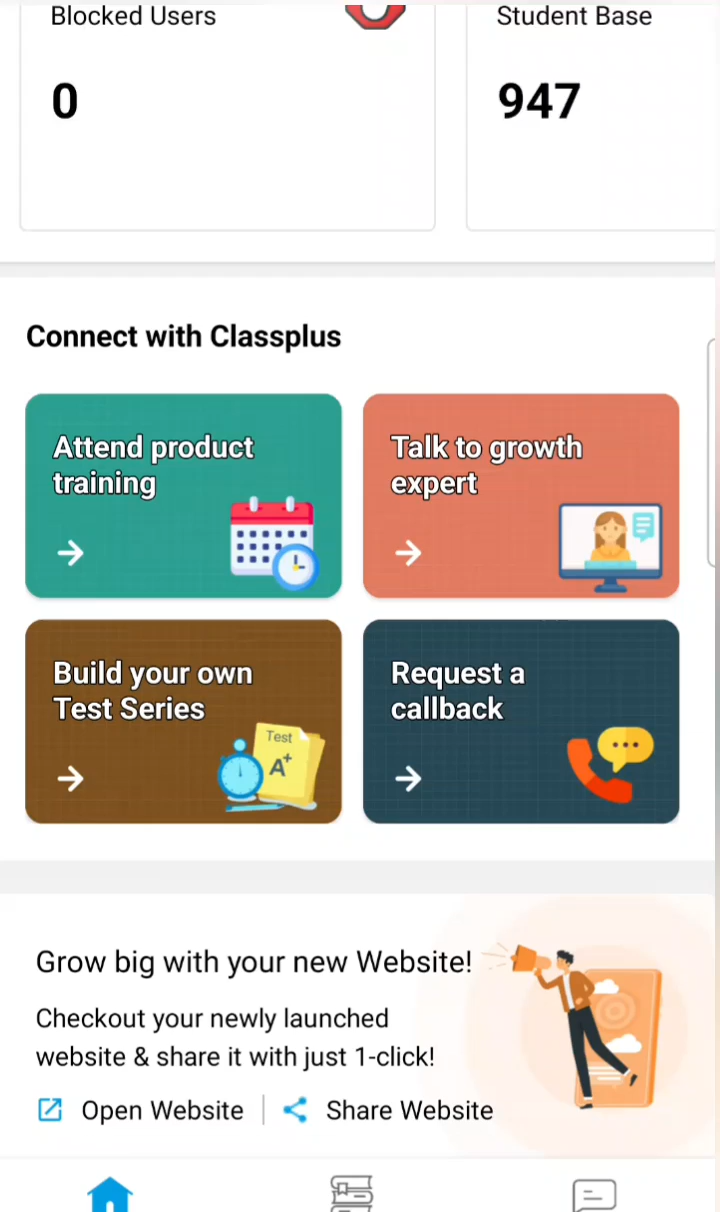 Blocked Users
Student Base
0
947
Connect with Classplus
Attend product
training
Talk to growth
expert
Build your own
Test Series
Test
A+
Request a
callback
Grow big with your new Website!
Checkout your newly launched
website & share it with just 1-click!
Open Website
Share Website